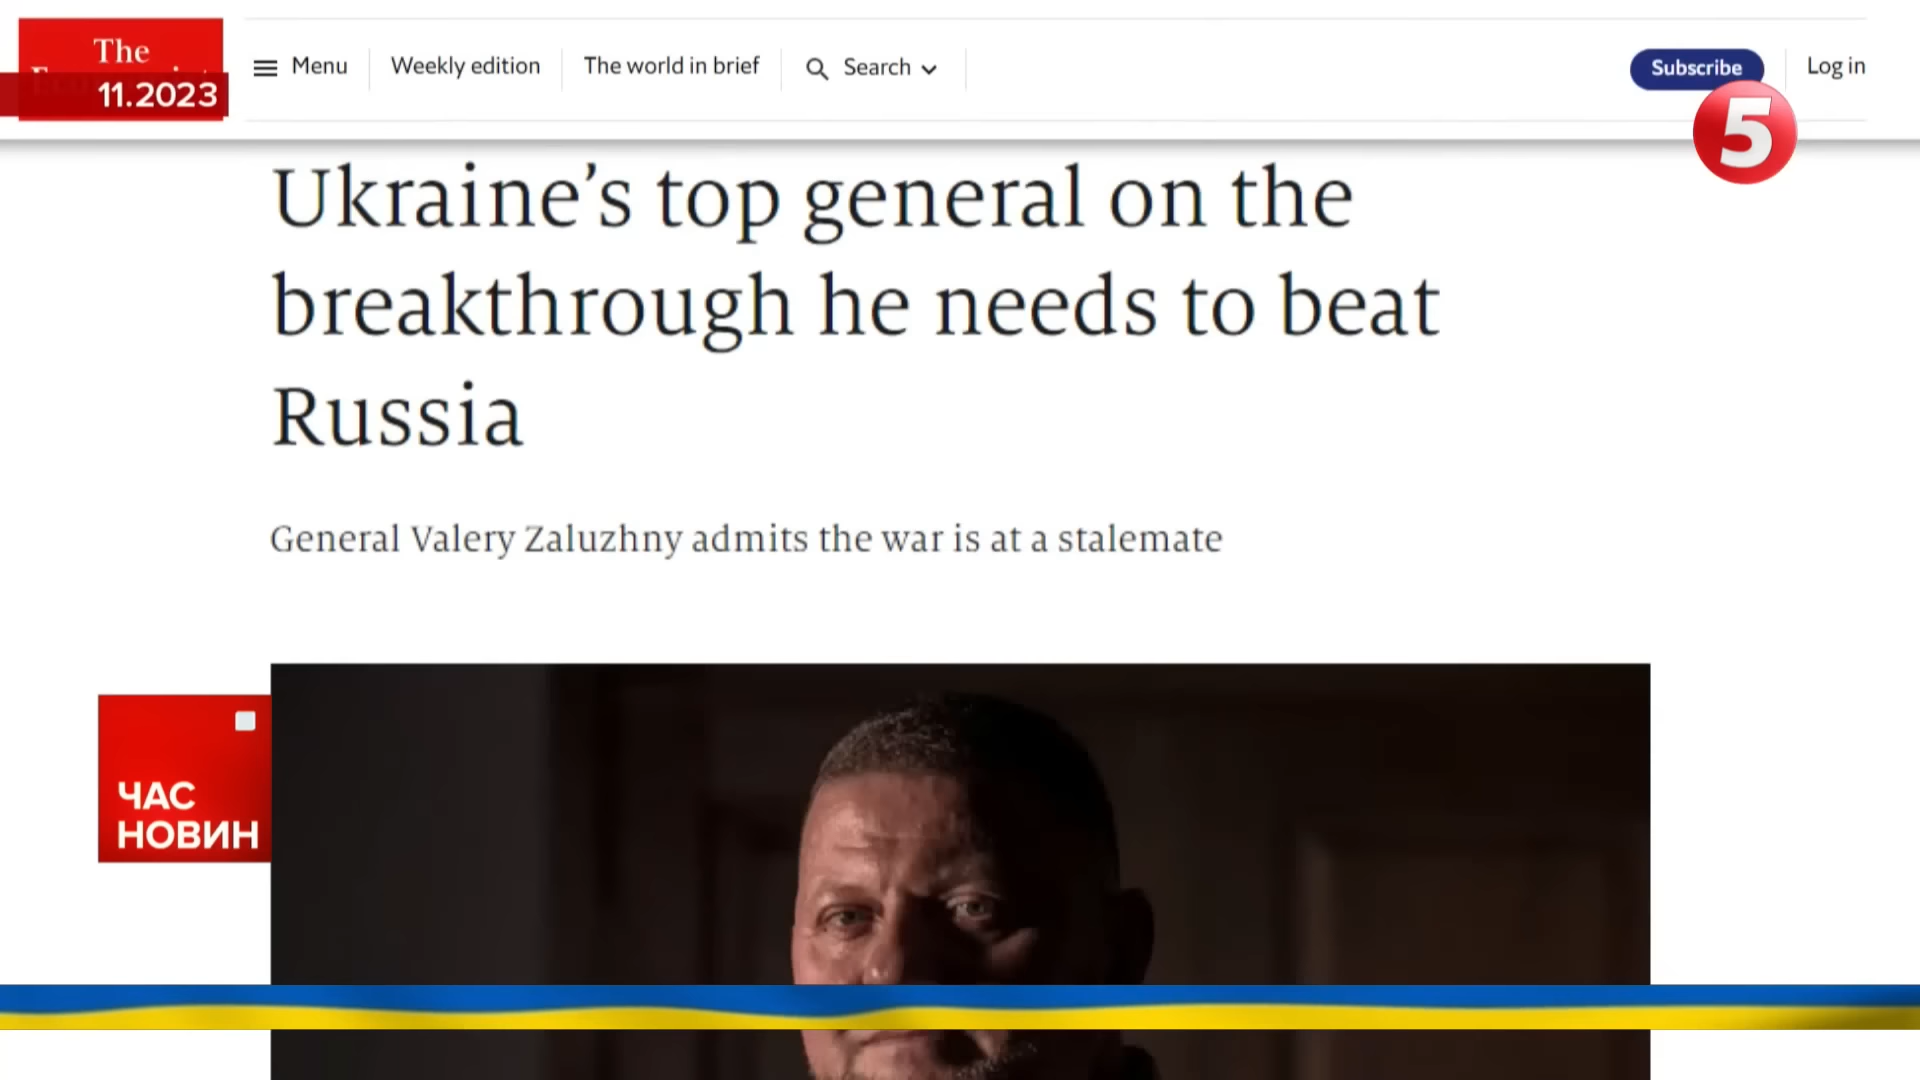 The
11.2023
Menu
Weekly edition
The world in brief
Search
Subscribe
Log in
5
Ukraine’s top general on the
breakthrough he needs to beat
Russia
General Valery Zaluzhny admits the war is at a stalemate
ЧАС
НОВИН